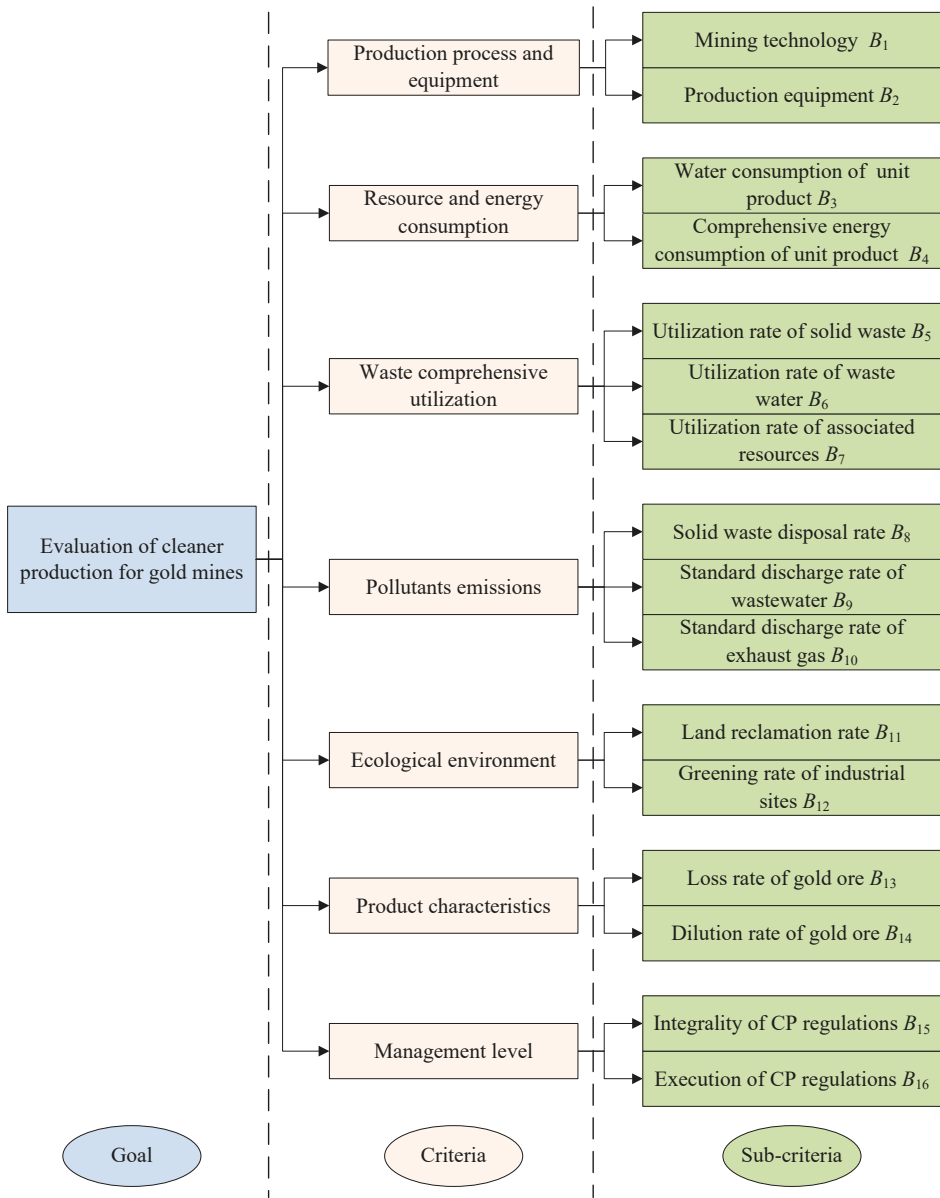 Production process and
equipment
Mining technology B1
Production equipment B2
Resource and energy
consumption
Water consumption of unit
product B3
Comprehensive energy
consumption of unit product B4
Waste comprehensive
utilization
Utilization rate of solid waste B5
Utilization rate of waste
water B6
Utilization rate of associated
resources B7
Evaluation of cleaner
production for gold mines
Pollutants emissions
Solid waste disposal rate B8
Standard discharge rate of
wastewater B9
Standard discharge rate of
exhaust gas B10
Ecological environment
Land reclamation rate B11
Greening rate of industrial
sites B12
Product characteristics
Loss rate of gold ore B13
Dilution rate of gold ore B14
Management level
Integrality of CP regulations B15
Execution of CP regulations B16
Goal
Criteria
Sub-criteria